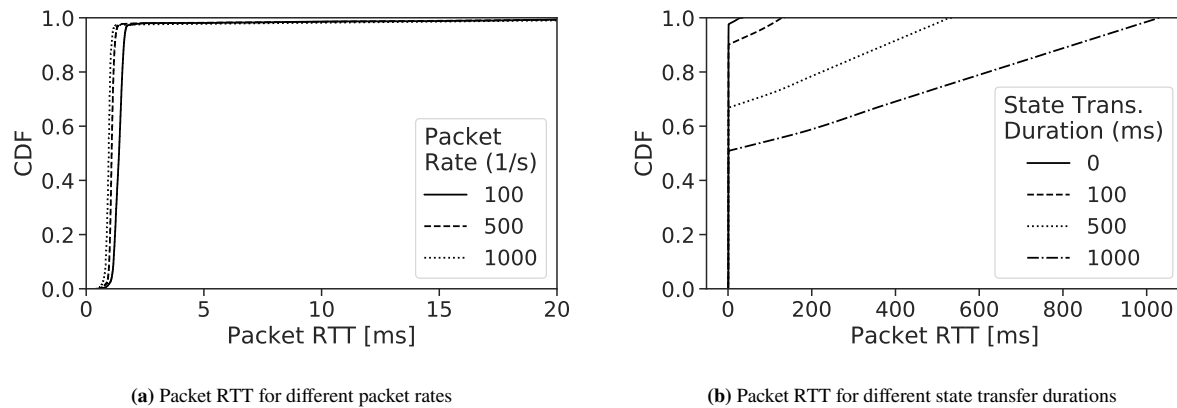 1.0
0.8
0.6
0.4
0.2
0.0
CDF
0 5 10 15 20
Packet RTT [ms]
Packet
Rate (1/s)
100
500
1000
(a) Packet RTT for different packet rates
1.0
0.8
0.6
0.4
0.2
0.0
CDF
0 200 400 600 800 1000
Packet RTT [ms]
State Trans.
Duration (ms)
0
100
500
1000
(b) Packet RTT for different state transfer durations